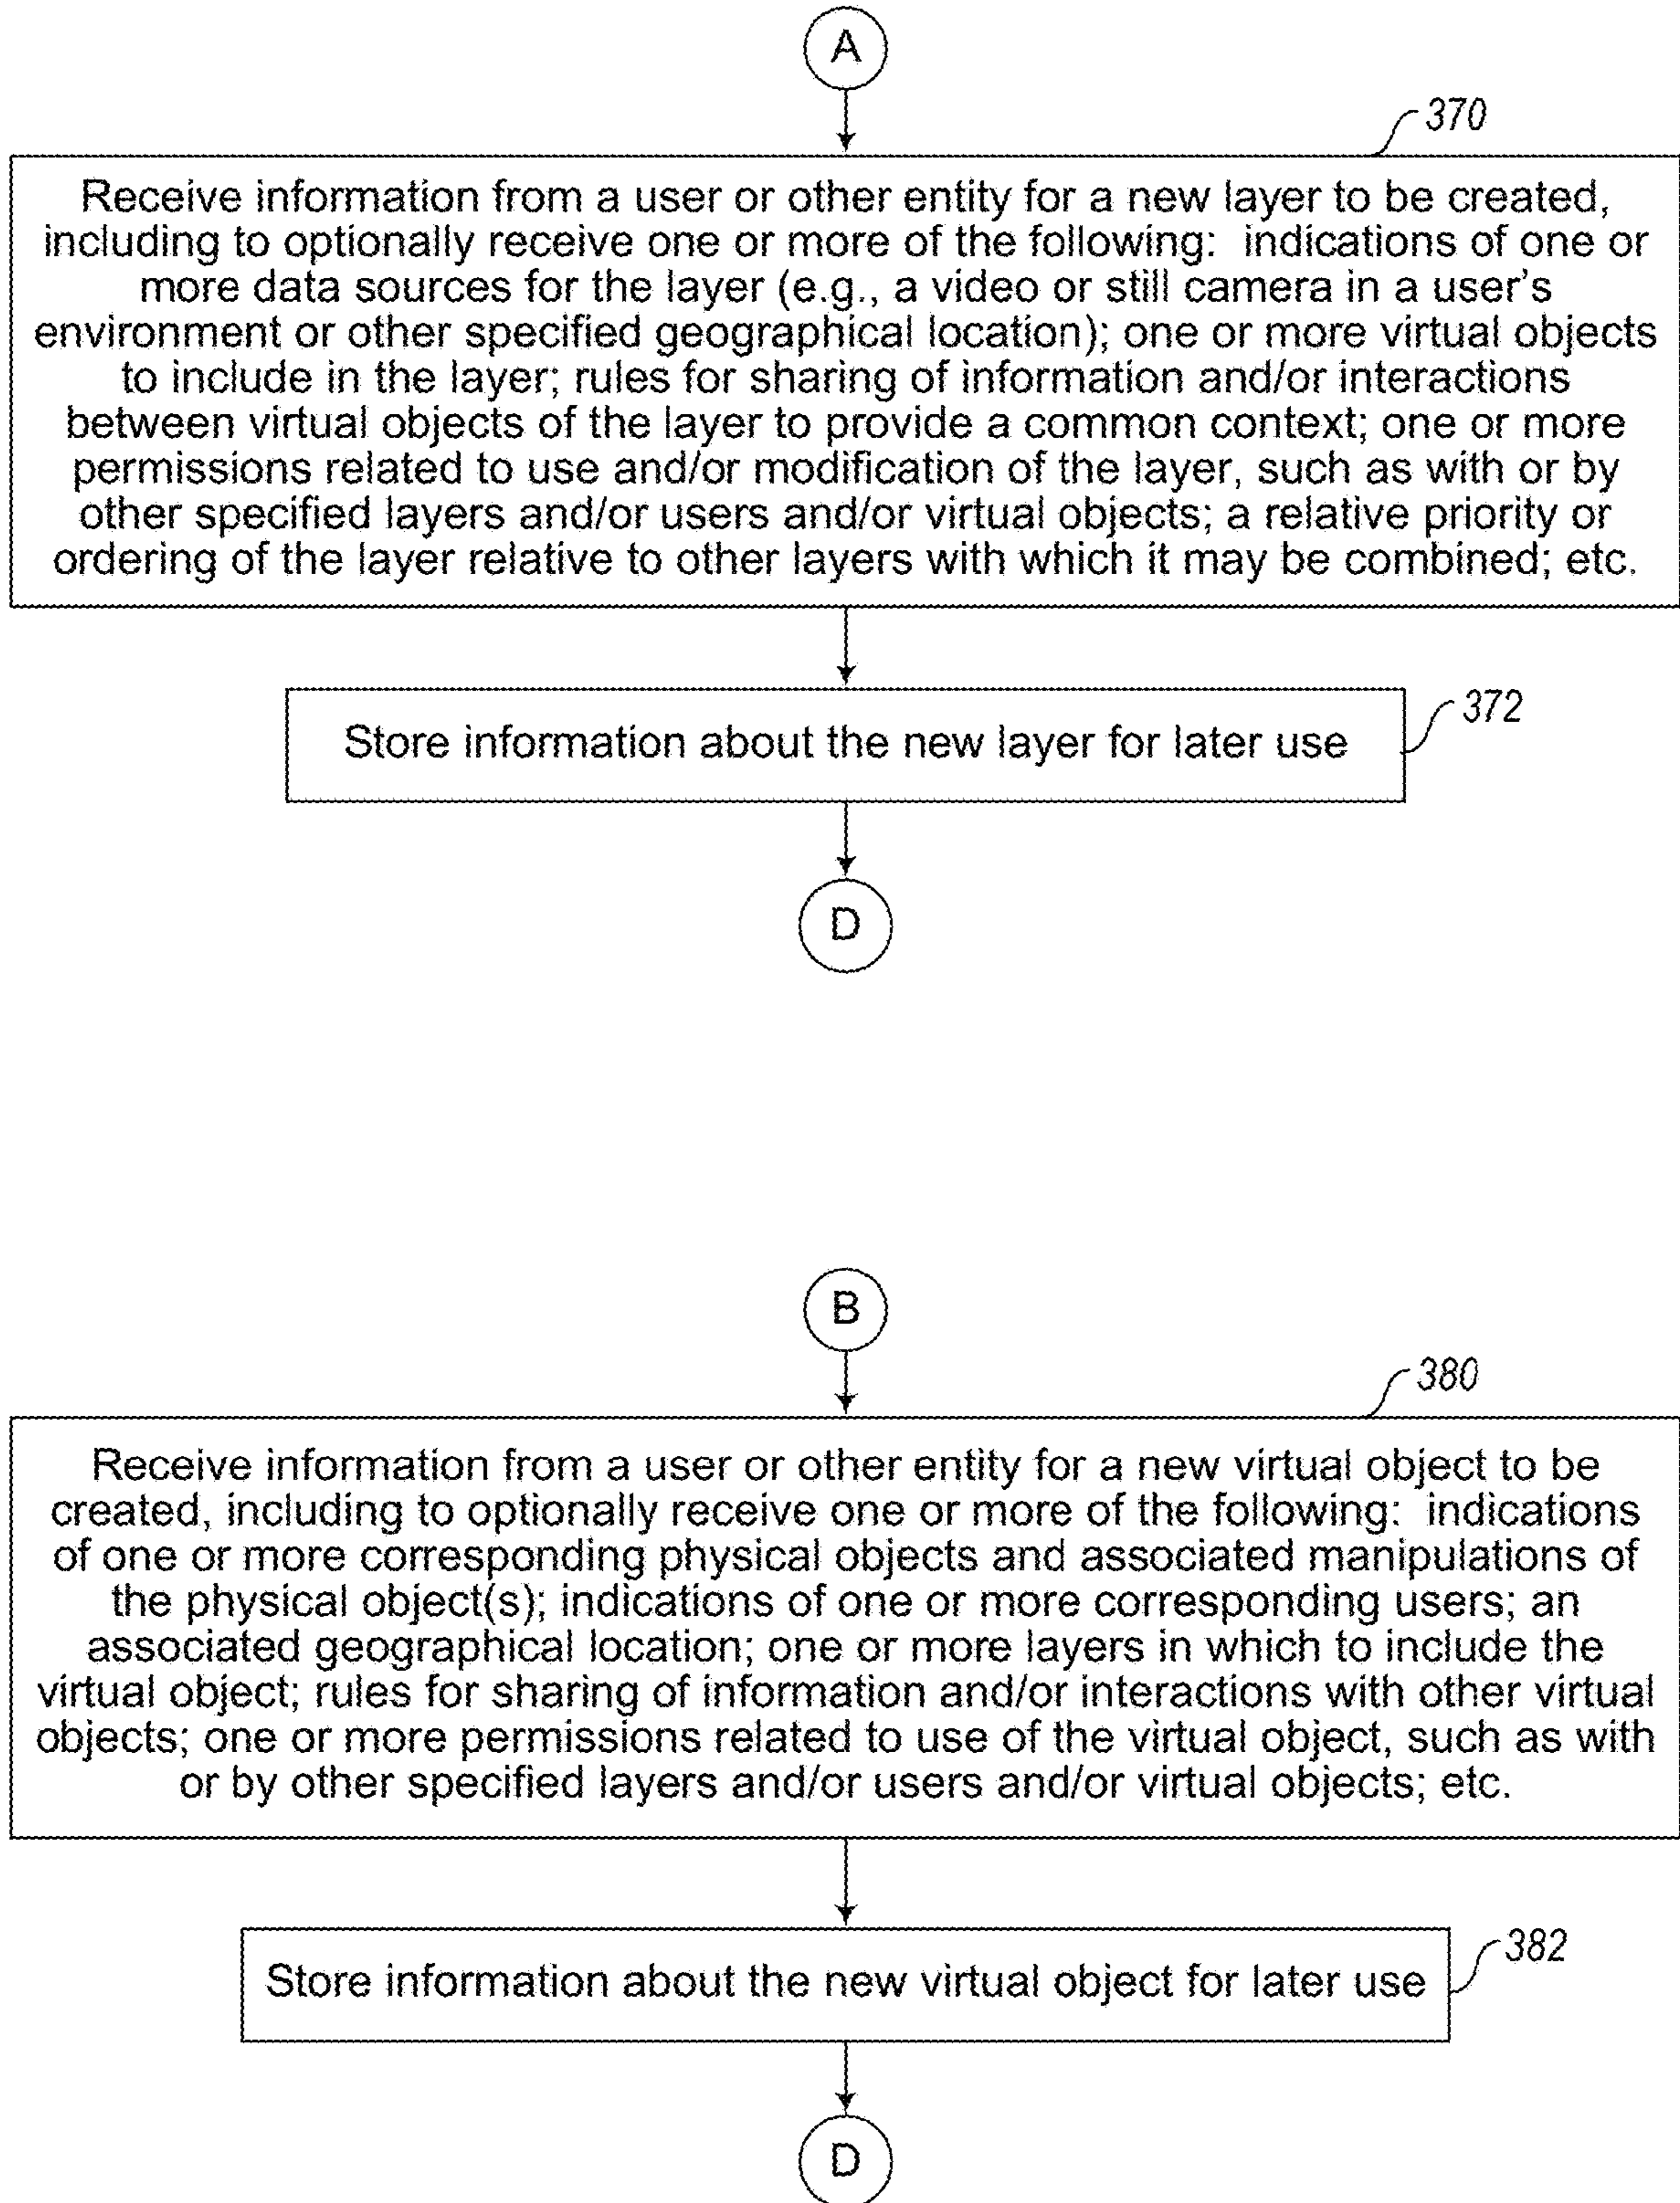 A
370
Receive information from a user or other entity for a new layer to be created,
including to optionally receive one or more of the following:  indications of one or
more data sources for the layer (e.g., a video or still camera in a user's
environment or other specified geographical location); one or more virtual objects
to include in the layer; rules for sharing of information and/or interactions
between virtual objects of the layer to provide a common context; one or more
permissions related to use and/or modification of the layer, such as with or by
other specified layers and/or users and/or virtual objects; a relative priority or
ordering of the layer relative to other layers with which it may be combined; etc.
372
Store information about the new layer for later use
D
B
380
Receive information from a user or other entity for a new virtual object to be
created, including to optionally receive one or more of the following:  indications
of one or more corresponding physical objects and associated manipulations of
the physical object(s); indications of one or more corresponding users; an
associated geographical location; one or more layers in which to include the
virtual object; rules for sharing of information and/or interactions with other virtual
objects; one or more permissions related to use of the virtual object, such as with
or by other specified layers and/or users and/or virtual objects; etc.
382
Store information about the new virtual object for later use
D